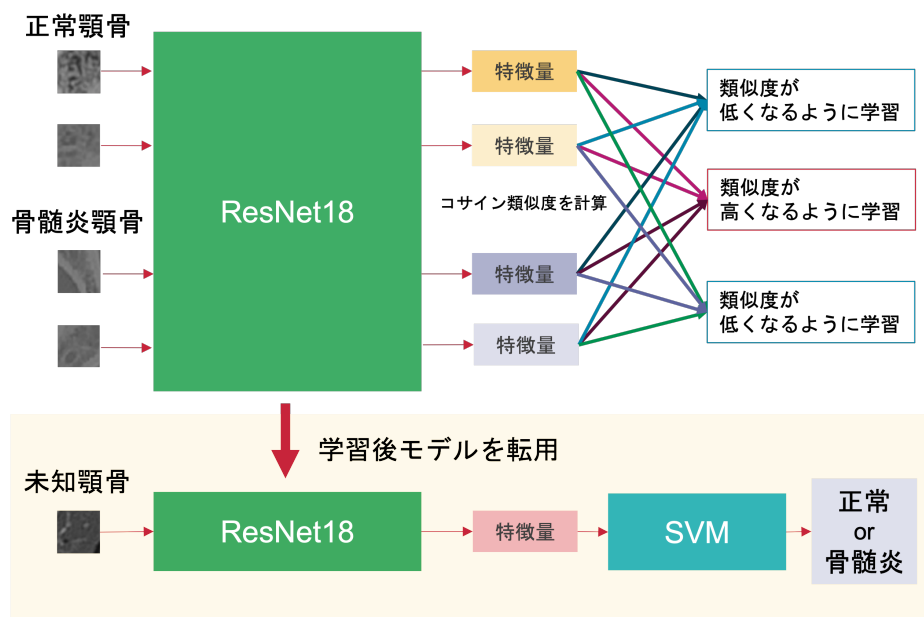 正常顎骨
特徴量
類似度が
低くなるように学習
特徴量
ResNet18
コサイン類似度を計算
類似度が
高くなるように学習
骨髄炎顎骨
特徴量
類似度が
低くなるように学習
特徴量
学習後モデルを転用
未知顎骨
ResNet18
特徴量
SVM
正常
or
骨髄炎